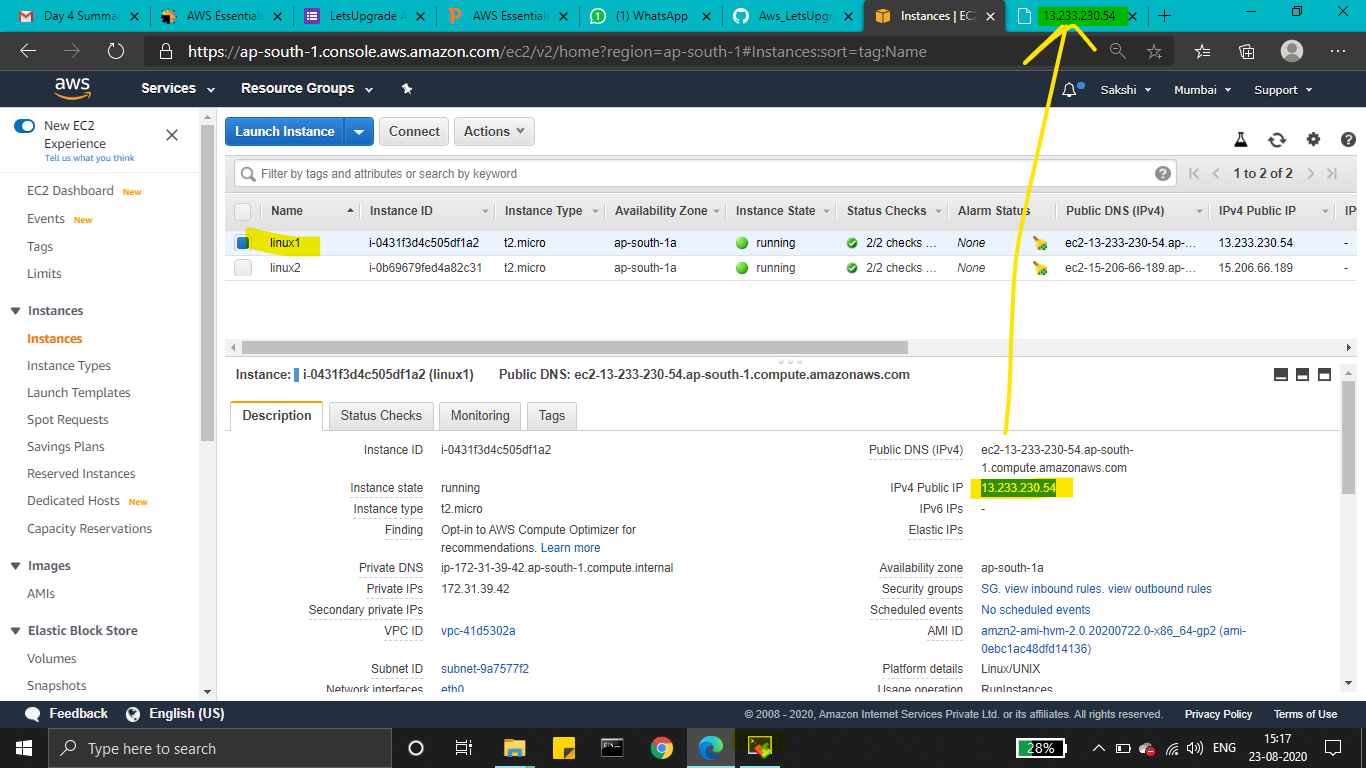 Day 4 Summar
AWS Essentials
LetsUpgrade A
AWS Essentials
(1) WhatsApp
Aws_LetsUpgr
Instances | EC
13.233.230.54
https://ap-south-1.console.aws.amazon.com/ec2/v2/home?region=ap-south-1#Instances:sort=tag:Name
aws
Services
Resource Groups
Sakshi
Mumbai
Support
New EC2
Experience
Tell us what you think
EC2 Dashboard New
Events New
Tags
Limits
Instances
Instances
Instance Types
Launch Templates
Spot Requests
Savings Plans
Reserved Instances
Dedicated Hosts New
Capacity Reservations
Images
AMIs
Elastic Block Store
Volumes
Snapshots
Launch Instance
Connect
Actions
Filter by tags and attributes or search by keyword
1 to 2 of 2
Name Instance ID Instance Type Availability Zone Instance State Status Checks Alarm Status Public DNS (IPv4) IPv4 Public IP IP
linux1 i-0431f3d4c505df1a2 t2.micro ap-south-1a running 2/2 checks ... None ec2-13-233-230-54.ap-... 13.233.230.54 -
linux2 i-0b69679fed4a82c31 t2.micro ap-south-1a running 2/2 checks ... None ec2-15-206-66-189.ap-... 15.206.66.189 -
Instance: i-0431f3d4c505df1a2 (linux1) Public DNS: ec2-13-233-230-54.ap-south-1.compute.amazonaws.com
Description Status Checks Monitoring Tags
Instance ID i-0431f3d4c505df1a2
Instance state running
Instance type t2.micro
Finding Opt-in to AWS Compute Optimizer for
recommendations. Learn more
Private DNS ip-172-31-39-42.ap-south-1.compute.internal
Private IPs 172.31.39.42
Secondary private IPs
VPC ID vpc-41d5302a
Subnet ID subnet-9a7577f2
Network interfaces eth0
Public DNS (IPv4) ec2-13-233-230-54.ap-south-
1.compute.amazonaws.com
IPv4 Public IP 13.233.230.54
IPv6 IPs -
Elastic IPs
Availability zone ap-south-1a
Security groups SG. view inbound rules. view outbound rules
Scheduled events No scheduled events
AMI ID amzn2-ami-hvm-2.0.20200722.0-x86_64-gp2 (ami-
0ebc1ac48dfd14136)
Platform details Linux/UNIX
Usage operation RunInstances
Feedback
English (US)
© 2008 - 2020, Amazon Internet Services Private Ltd. or its affiliates. All rights reserved.
Privacy Policy
Terms of Use
Type here to search
28%
ENG
15:17
23-08-2020